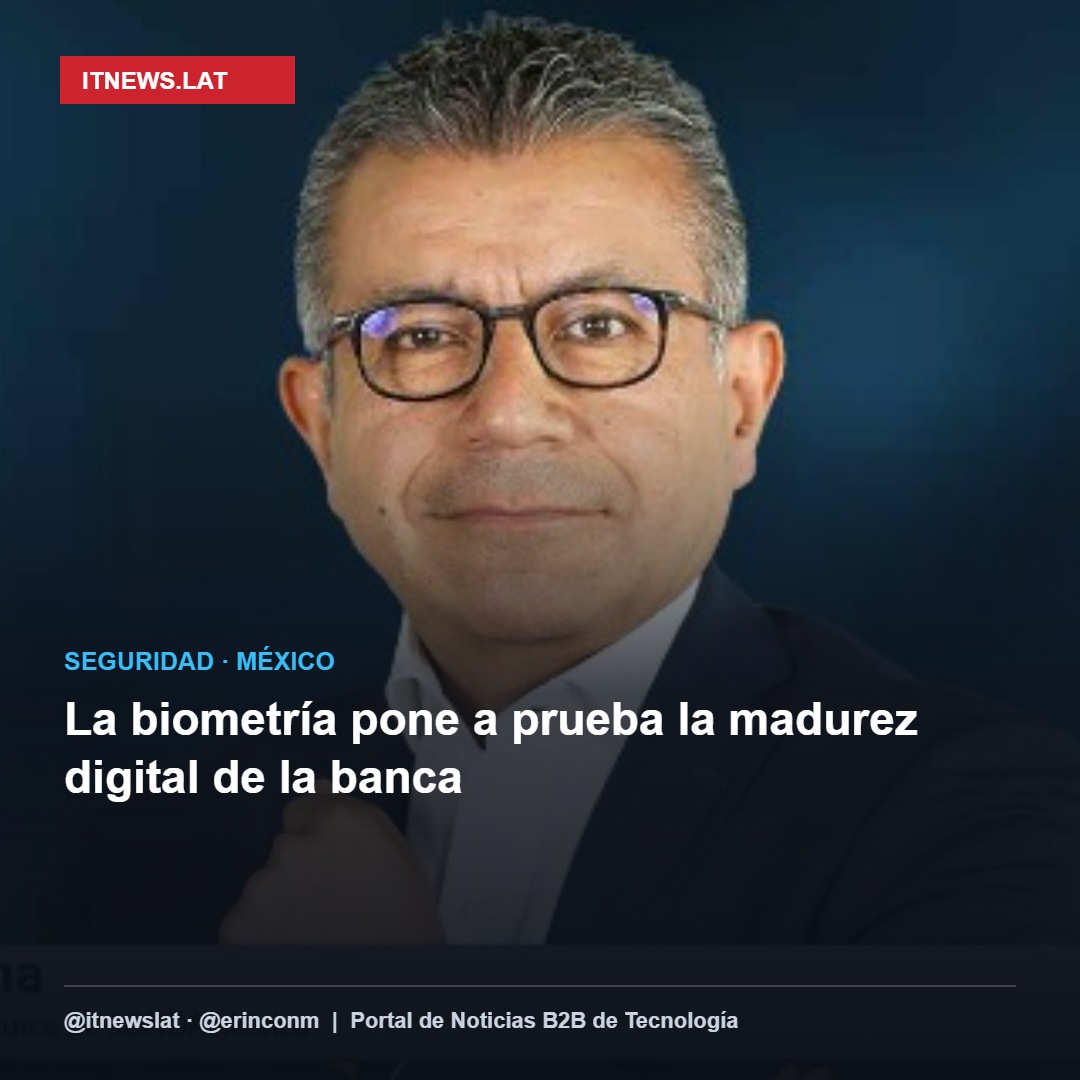 ITNEWS.LAT
SEGURIDAD · MÉXICO
La biometría pone a prueba la madurez
digital de la banca
@itnewslat · @erinconm | Portal de Noticias B2B de Tecnología